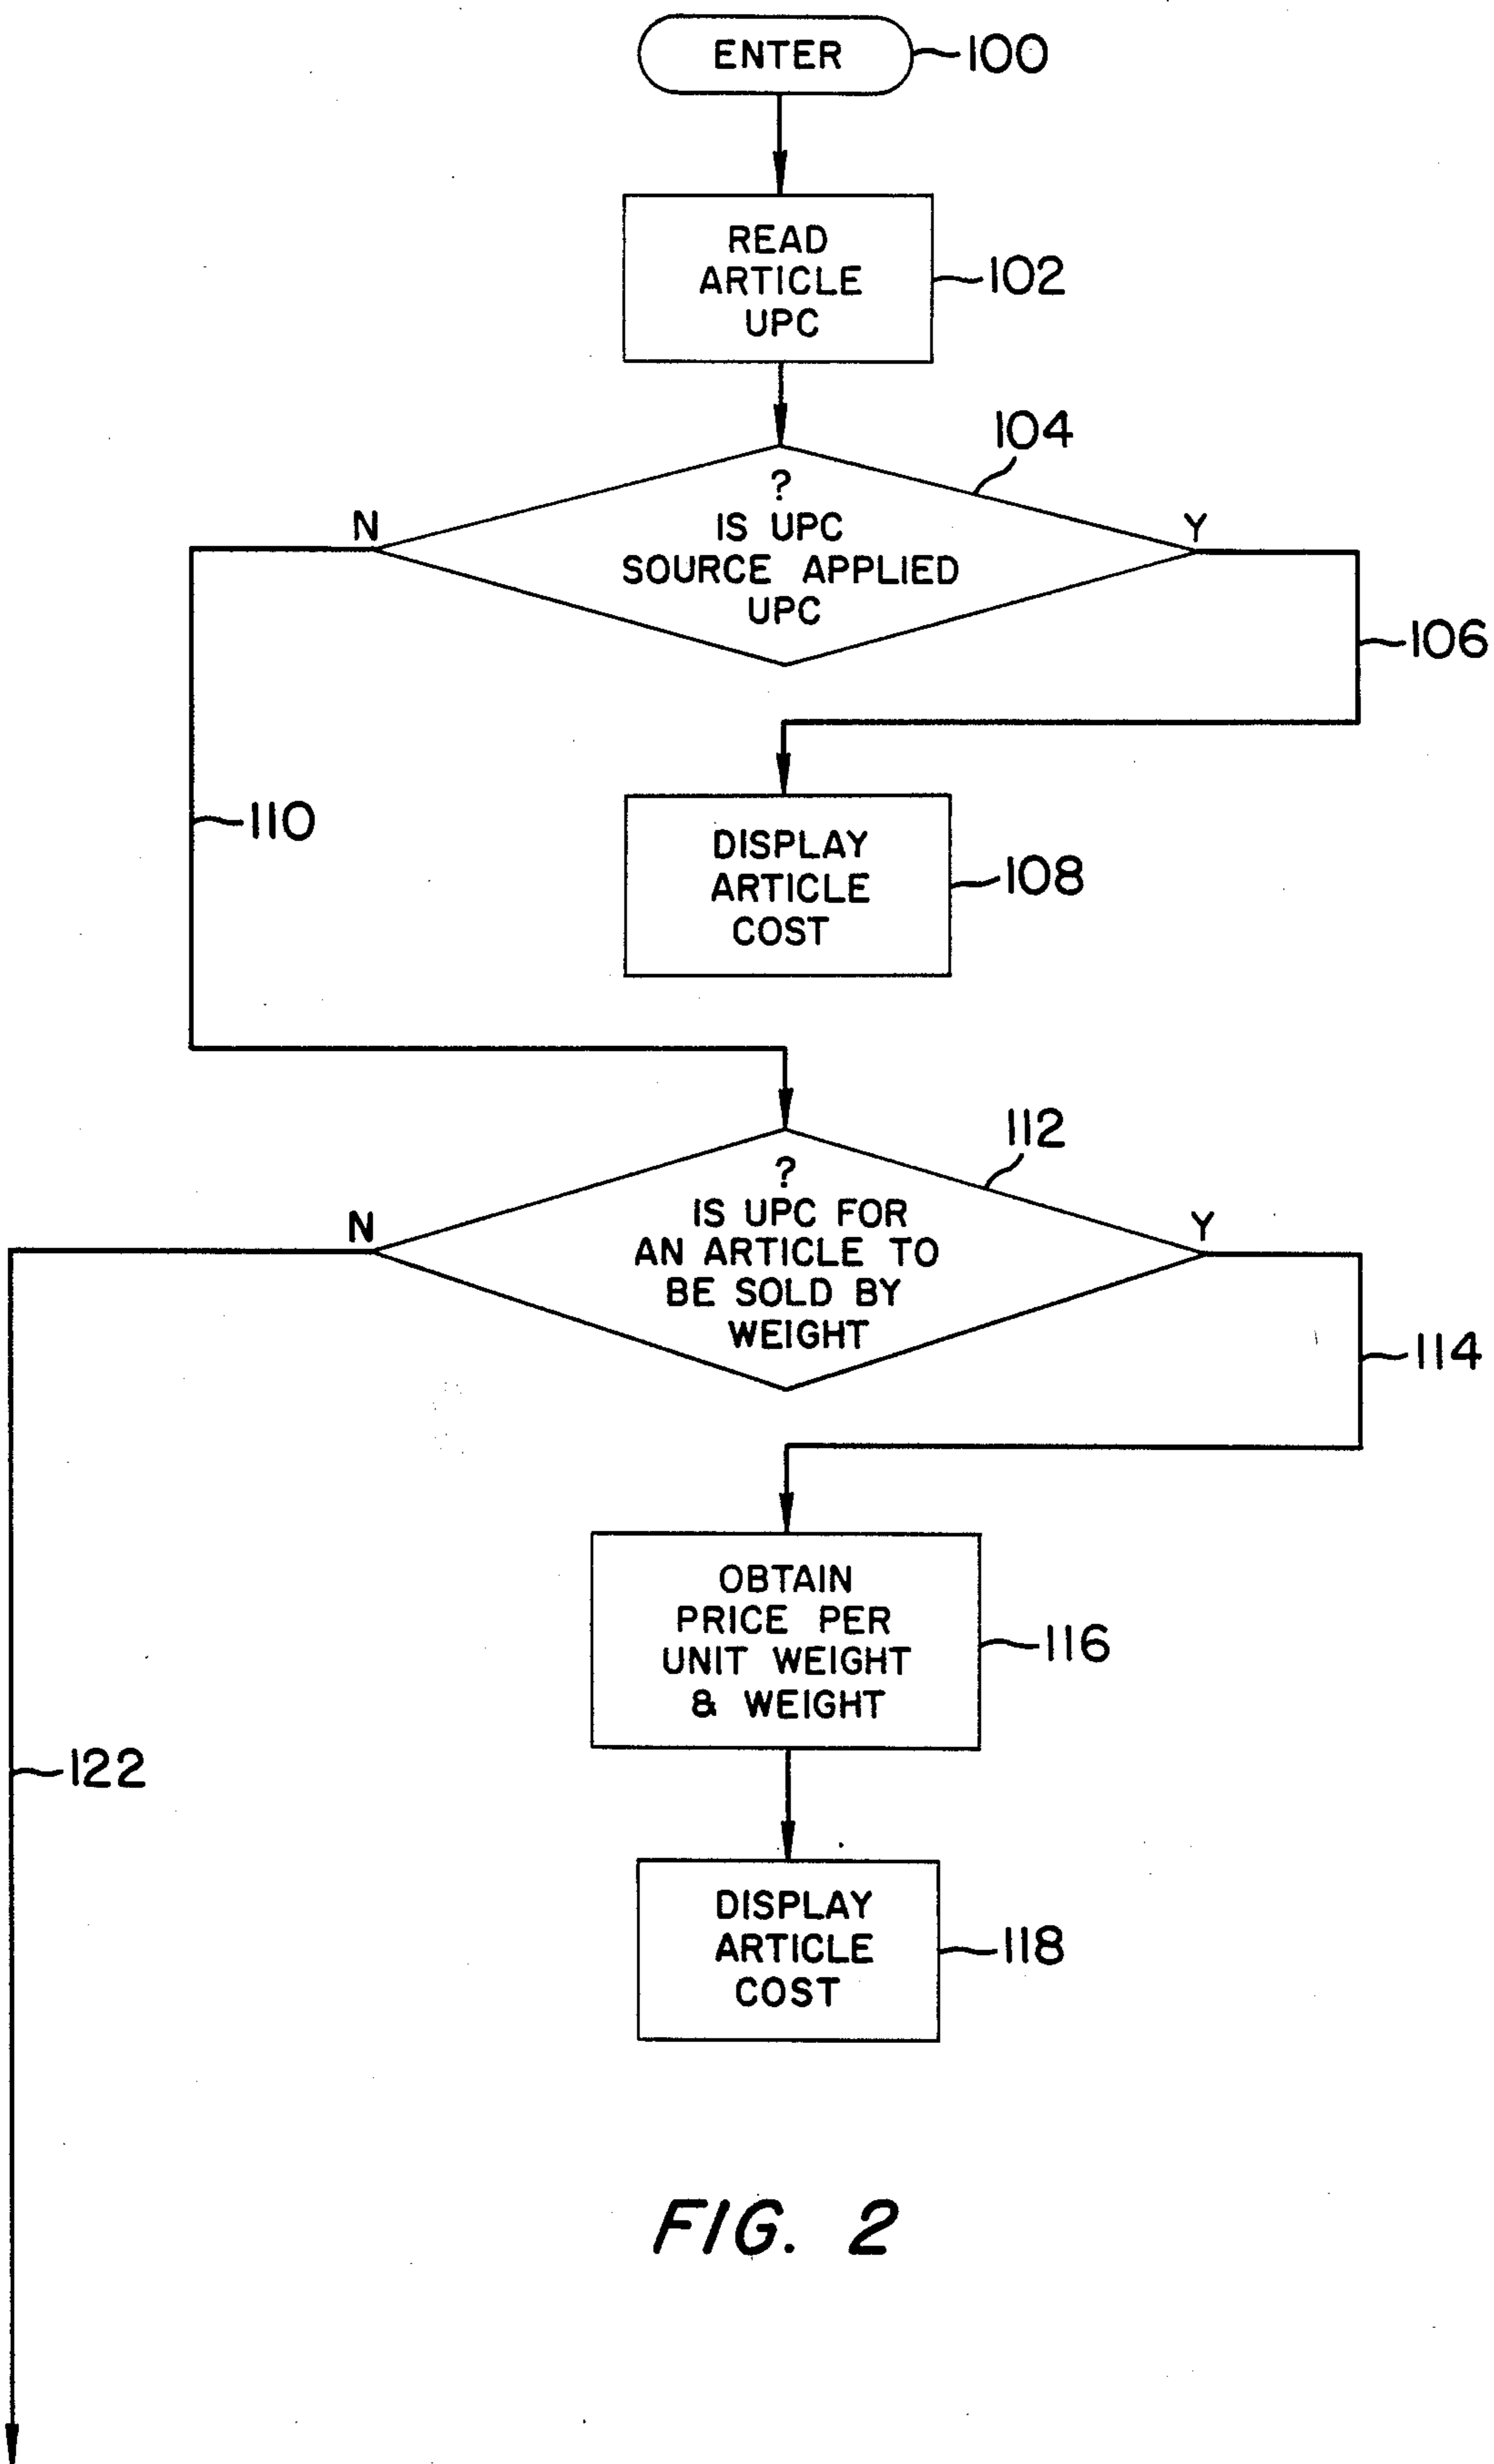 ENTER
100
READ
ARTICLE
UPC
102
104
?
IS UPC
SOURCE APPLIED
UPC
N
Y
106
110
DISPLAY
ARTICLE
COST
108
112
?
IS UPC FOR
AN ARTICLE TO
BE SOLD BY
WEIGHT
N
Y
114
OBTAIN
PRICE PER
UNIT WEIGHT
& WEIGHT
116
122
DISPLAY
ARTICLE
COST
118
FIG. 2